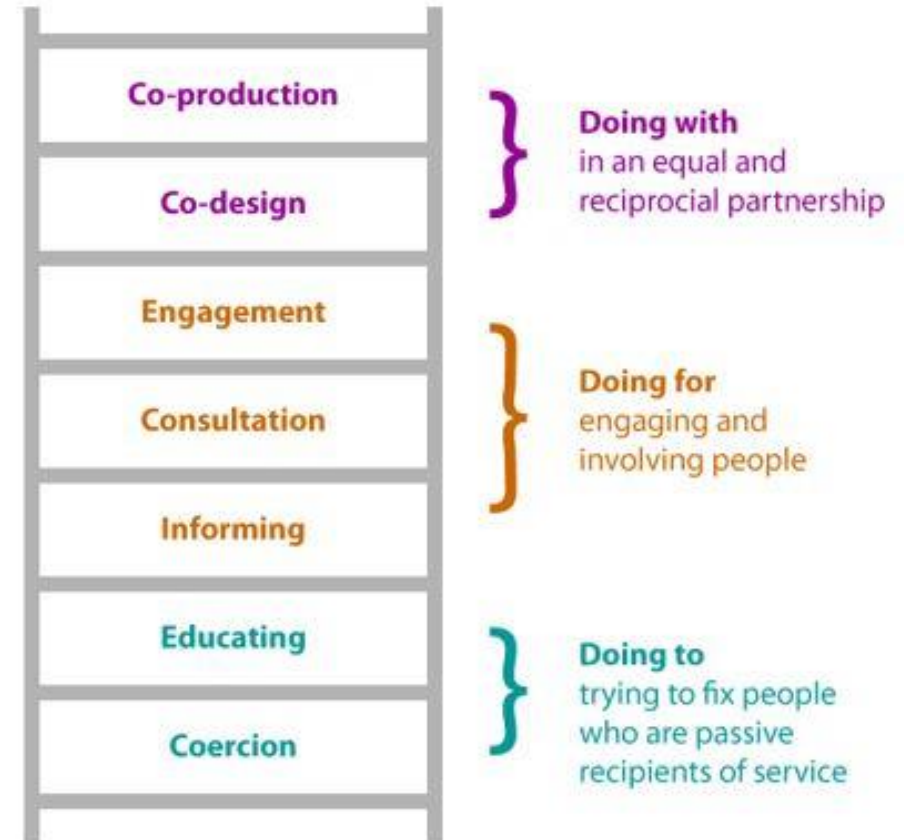 Co-production
Co-design
Doing with
in an equal and
reciprocial partnership
Engagement
Consultation
Informing
Doing for
engaging and
involving people
Educating
Coercion
Doing to
trying to fix people
who are passive
recipients of service